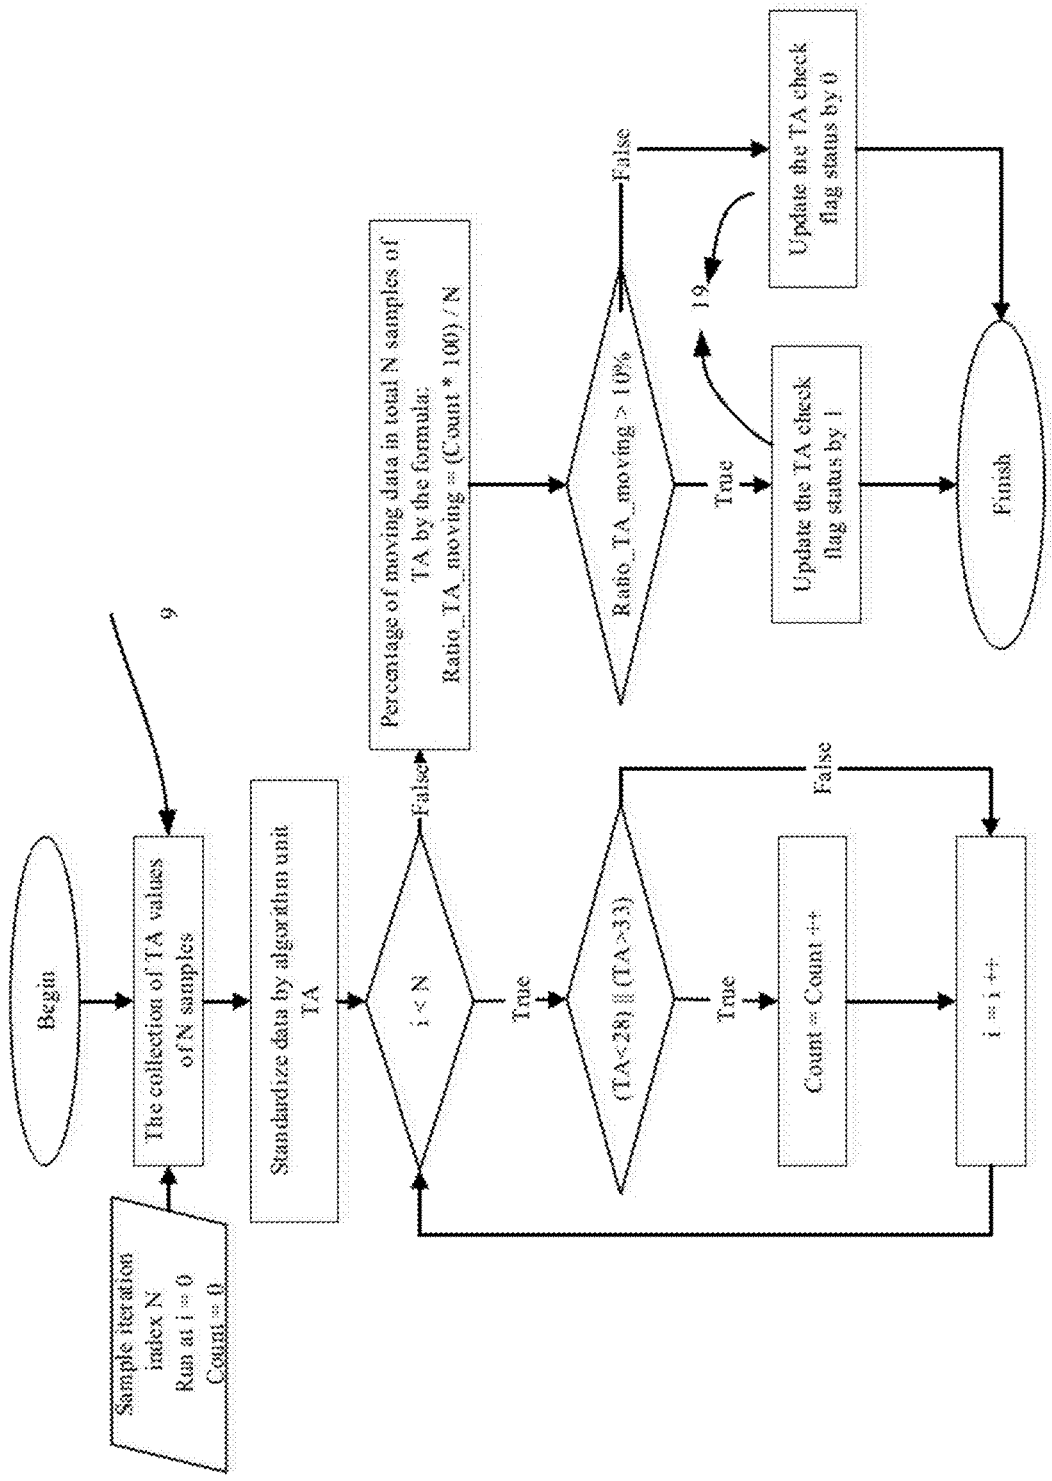 Begin
Sample iteration
index N
Run at i = 0
Count = 0
The collection of TA values
of N samples
9
Standardize data by algorithm unit
TA
i < N
False
True
Percentage of moving data in total N samples of
TA by the formula:
Ratio_TA_moving = (Count * 100) / N
(TA<28) || (TA>33)
True
False
Count = Count ++
i = i ++
Ratio_TA_moving > 10%
True
False
19
Update the TA check
flag status by 1
Update the TA check
flag status by 0
Finish